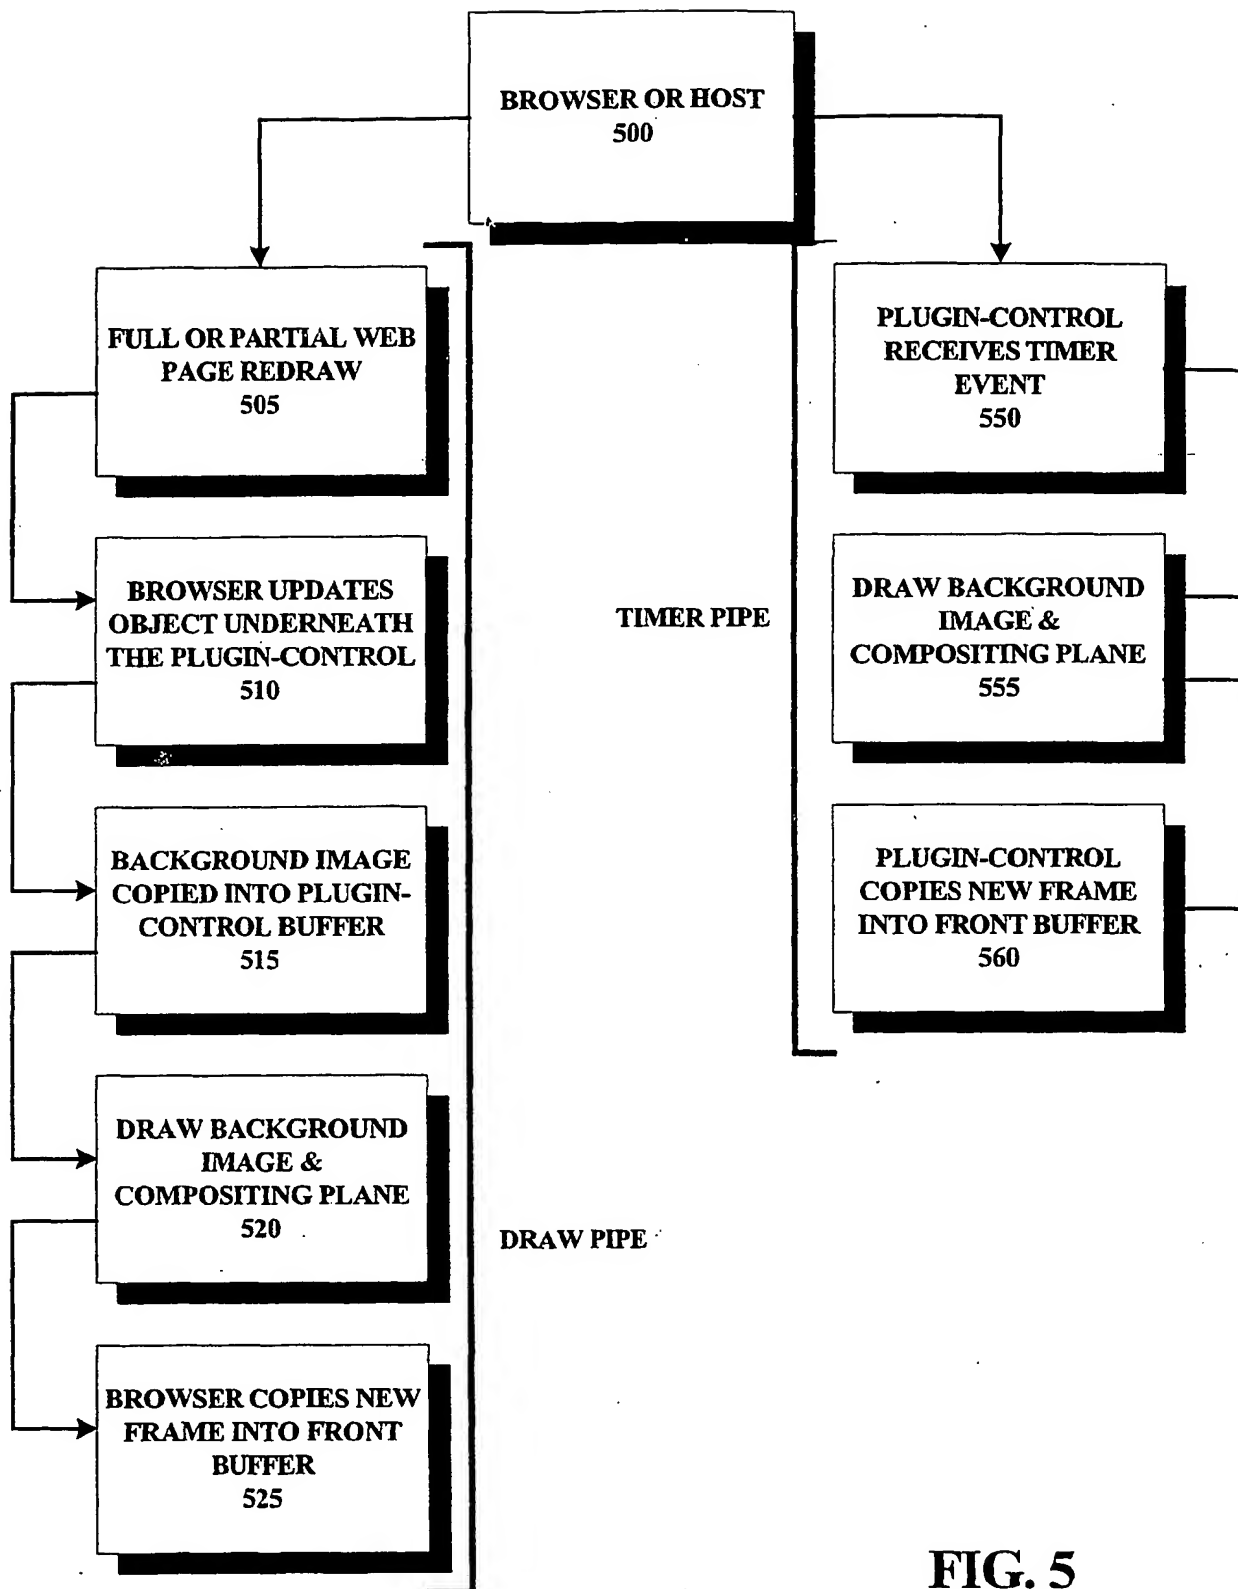 BROWSER OR HOST
500
FULL OR PARTIAL WEB
PAGE REDRAW
505
BROWSER UPDATES
OBJECT UNDERNEATH
THE PLUGIN-CONTROL
510
BACKGROUND IMAGE
COPIED INTO PLUGIN-
CONTROL BUFFER
515
DRAW BACKGROUND
IMAGE &
COMPOSITING PLANE
520
BROWSER COPIES NEW
FRAME INTO FRONT
BUFFER
525
DRAW PIPE
TIMER PIPE
PLUGIN-CONTROL
RECEIVES TIMER
EVENT
550
DRAW BACKGROUND
IMAGE &
COMPOSITING PLANE
555
PLUGIN-CONTROL
COPIES NEW FRAME
INTO FRONT BUFFER
560
FIG. 5